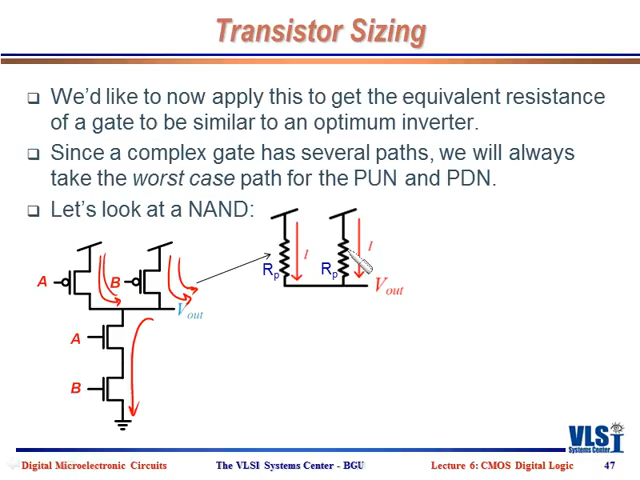 Transistor Sizing
❑ We'd like to now apply this to get the equivalent resistance
of a gate to be similar to an optimum inverter.
❑ Since a complex gate has several paths, we will always
take the worst case path for the PUN and PDN.
❑ Let's look at a NAND:
A
B
Vout
A
B
Rp
I
Rp
I
Vout
VLSI
Systems Center
Digital Microelectronic Circuits
The VLSI Systems Center - BGU
Lecture 6: CMOS Digital Logic
47